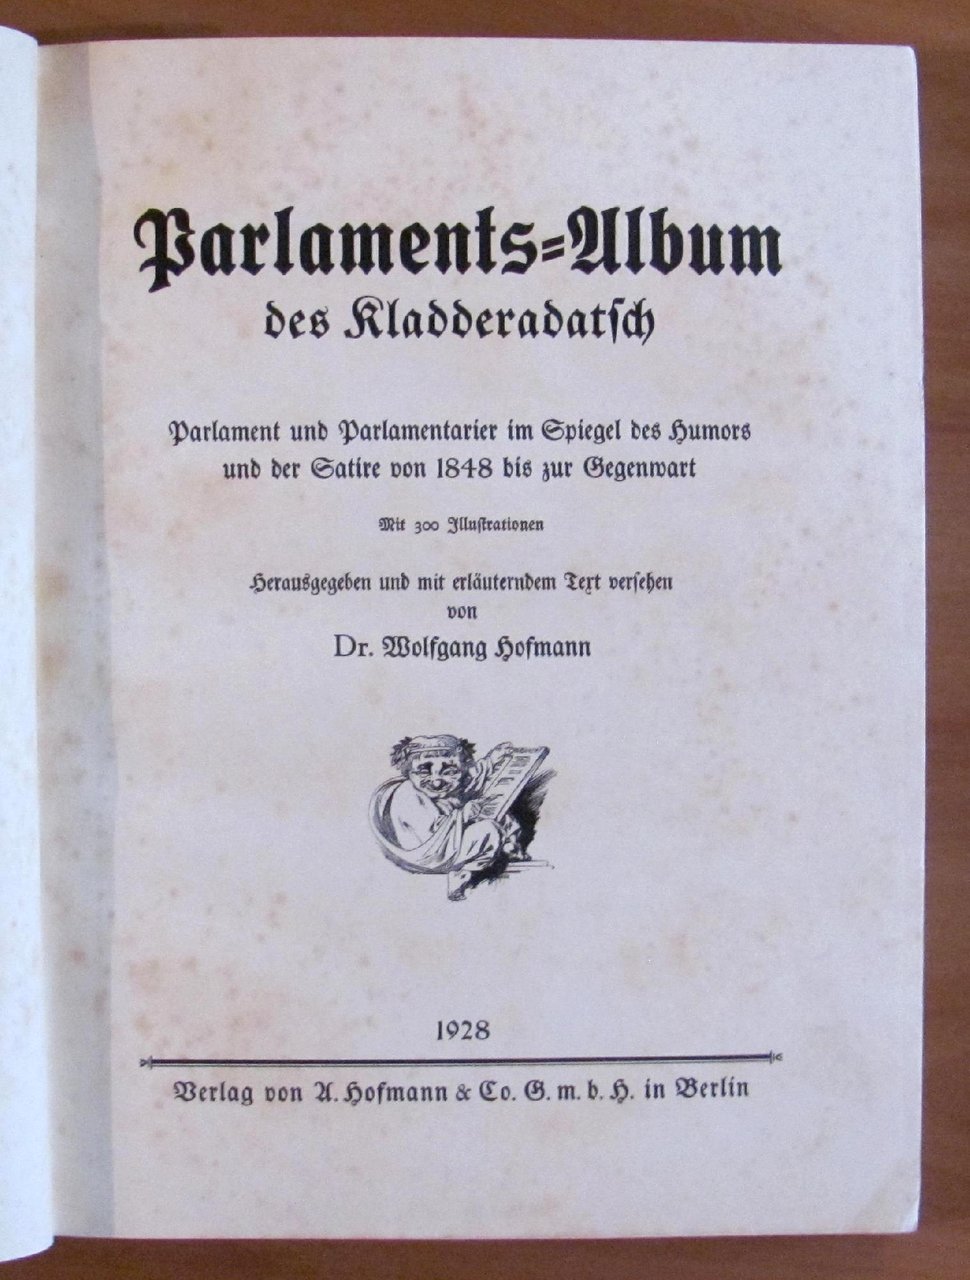 Parlaments=Album
des Kladderadatsch
Parlament und Parlamentarier im Spiegel des Humors
und der Satire von 1848 bis zur Gegenwart
Mit 300 Illustrationen
Herausgegeben und mit erläuterndem Text versehen
von
Dr. Wolfgang Hofmann
1928
Verlag von A. Hofmann & Co. G. m. b. H. in Berlin